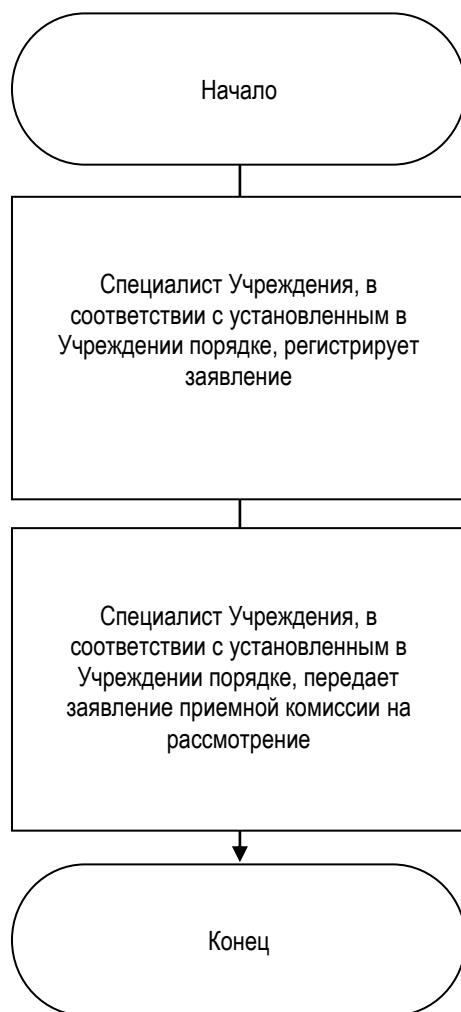 Начало
Специалист Учреждения, в
соответствии с установленным в
Учреждении порядке, регистрирует
заявление
Специалист Учреждения, в
соответствии с установленным в
Учреждении порядке, передает
заявление приемной комиссии на
рассмотрение
Конец